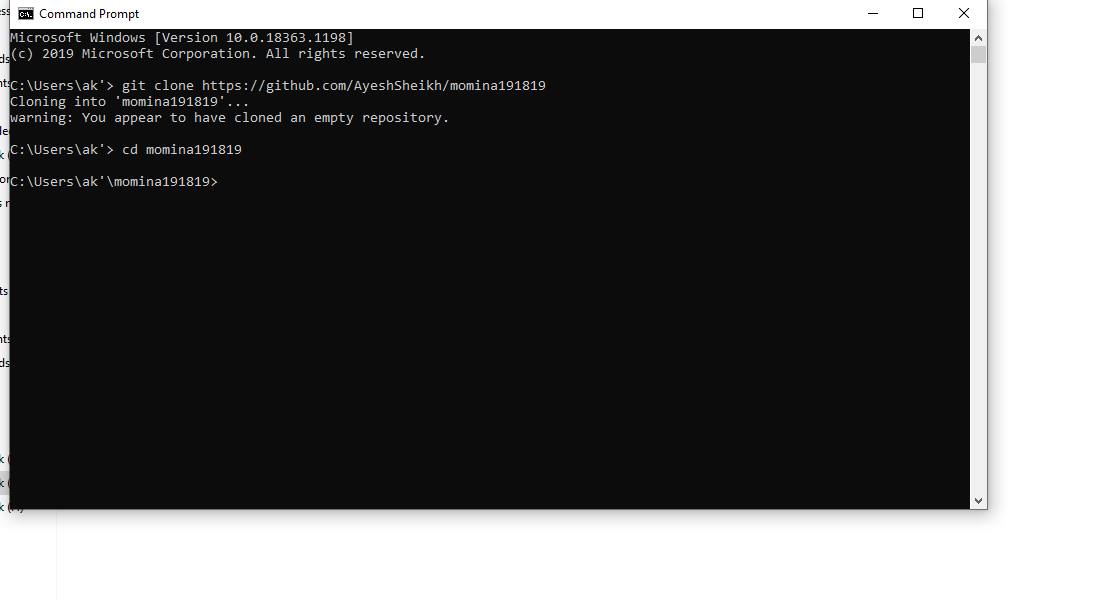 Command Prompt
Microsoft Windows [Version 10.0.18363.1198]
(c) 2019 Microsoft Corporation. All rights reserved.
C:\Users\ak'> git clone https://github.com/AyeshSheikh/momina191819
Cloning into 'momina191819'...
warning: You appear to have cloned an empty repository.
C:\Users\ak'> cd momina191819
C:\Users\ak'\momina191819>